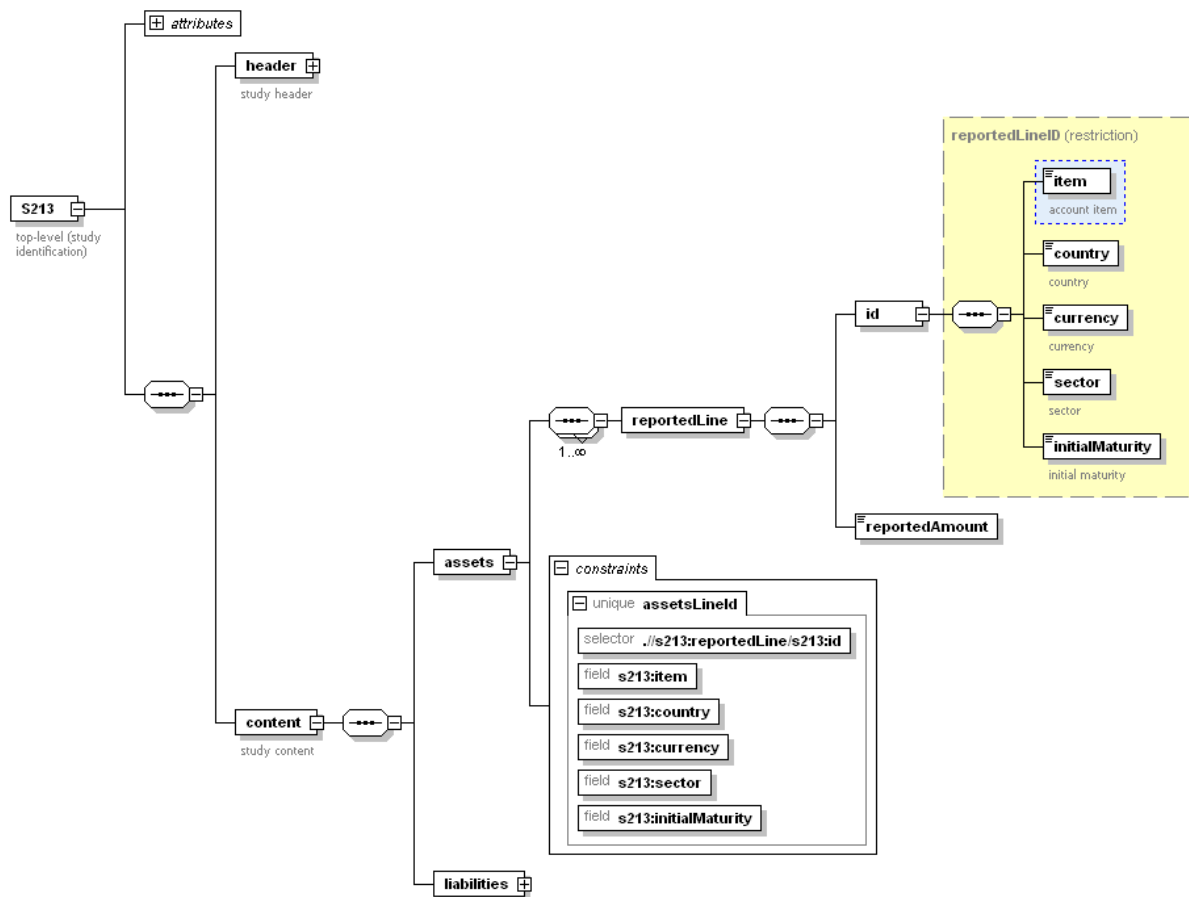 attributes
header
study header
reportedLineID (restriction)
item
account item
S213
top-level (study
identification)
country
country
id
currency
currency
sector
sector
reportedLine
1..∞
initialMaturity
initial maturity
reportedAmount
assets
constraints
unique assetsLineId
selector .//s213:reportedLine/s213:id
field s213:item
field s213:country
content
study content
field s213:currency
field s213:sector
field s213:initialMaturity
liabilities